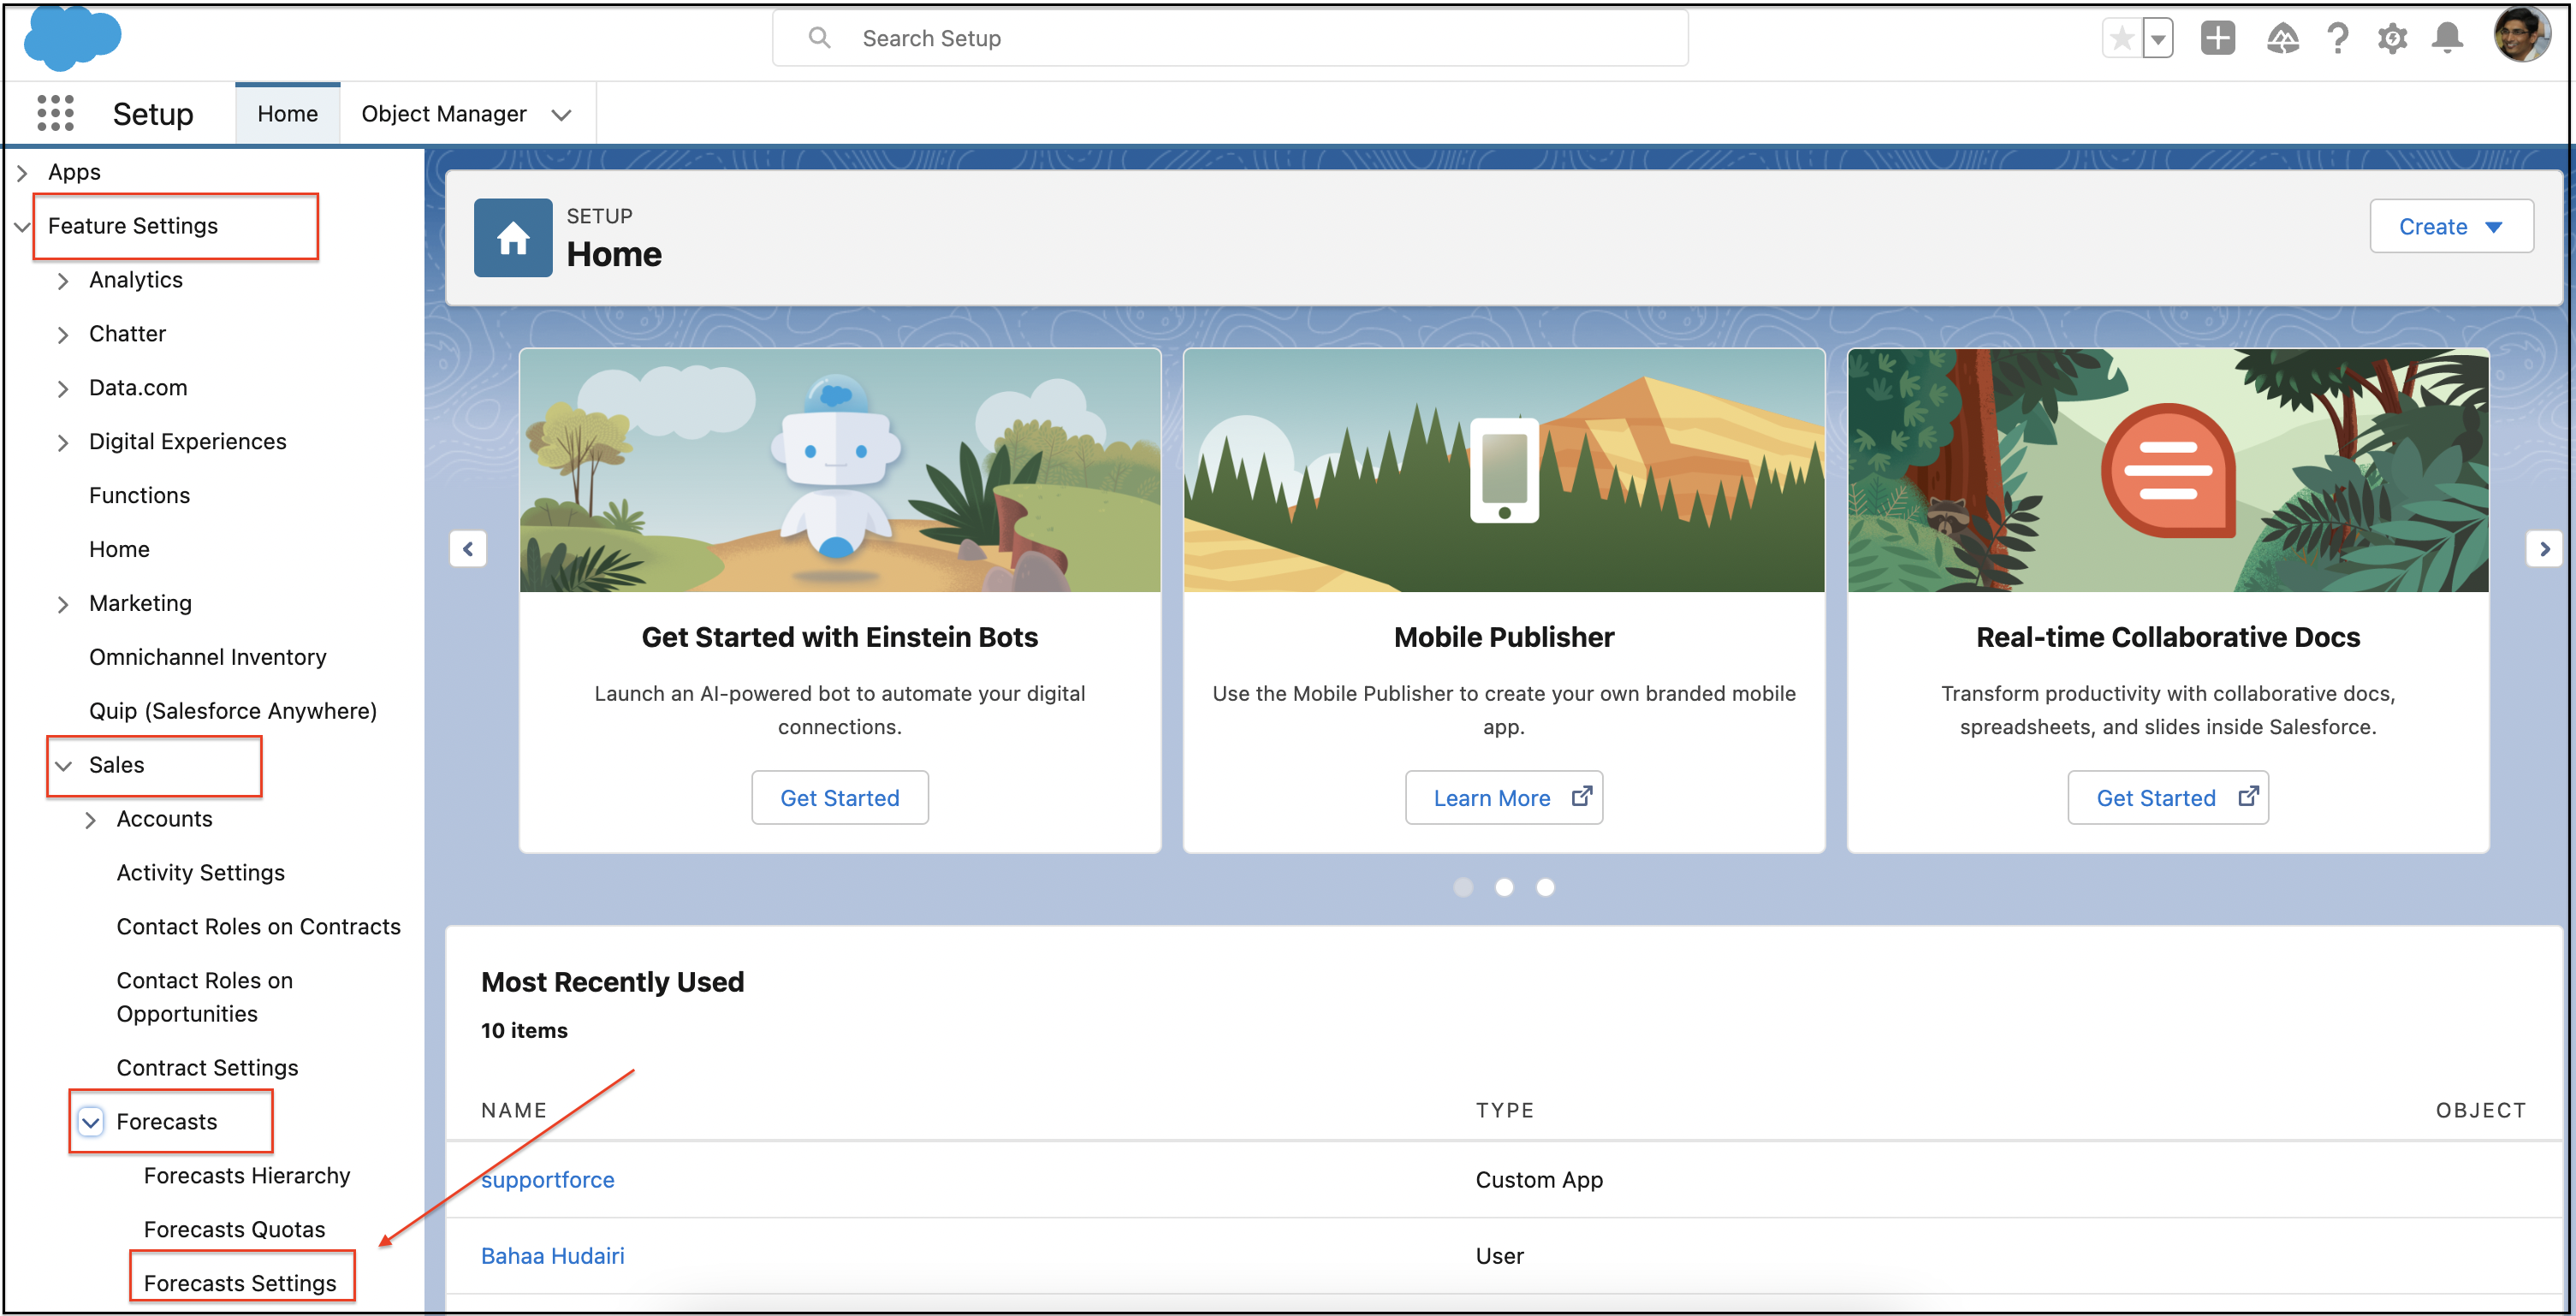 Search Setup
Setup
Home
Object Manager
Apps
Feature Settings
Analytics
Chatter
Data.com
Digital Experiences
Functions
Home
Marketing
Omnichannel Inventory
Quip (Salesforce Anywhere)
Sales
Accounts
Activity Settings
Contact Roles on Contracts
Contact Roles on
Opportunities
Contract Settings
Forecasts
Forecasts Hierarchy
Forecasts Quotas
Forecasts Settings
SETUP
Home
Create
Get Started with Einstein Bots
Launch an AI-powered bot to automate your digital
connections.
Get Started
Mobile Publisher
Use the Mobile Publisher to create your own branded mobile
app.
Learn More
Real-time Collaborative Docs
Transform productivity with collaborative docs,
spreadsheets, and slides inside Salesforce.
Get Started
Most Recently Used
10 items
NAME TYPE OBJECT
supportforce Custom App
Bahaa Hudairi User